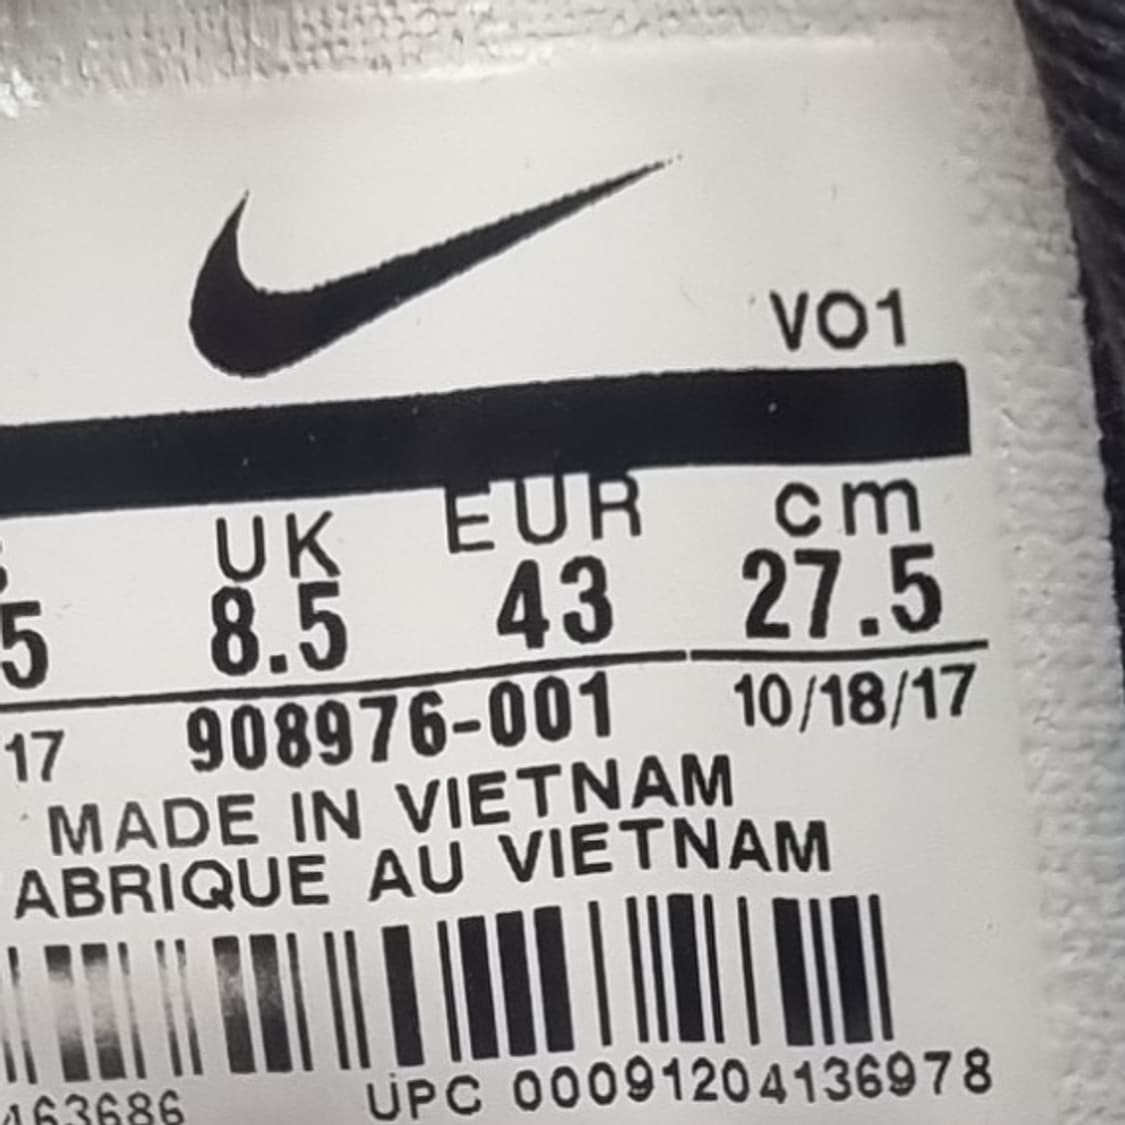 VO1
UK EUR cm
5 8.5 43 27.5
17 908976-001 10/18/17
MADE IN VIETNAM
ABRIQUE AU VIETNAM
463686 UPC 00091204136978